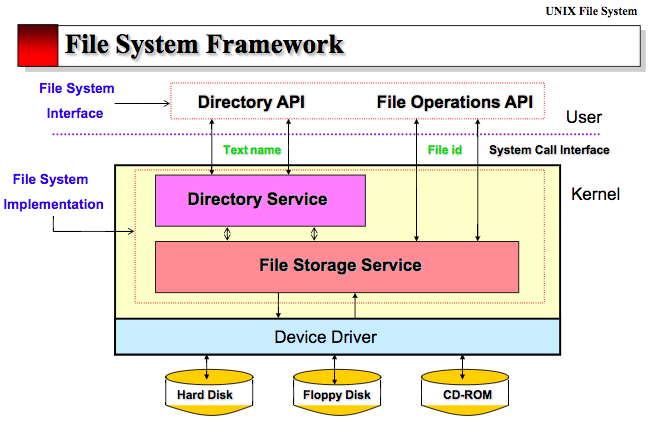 UNIX File System
File System Framework
File System
Interface
Directory API
File Operations API
User
Text name
File id
System Call Interface
File System
Implementation
Directory Service
Kernel
File Storage Service
Device Driver
Hard Disk
Floppy Disk
CD-ROM